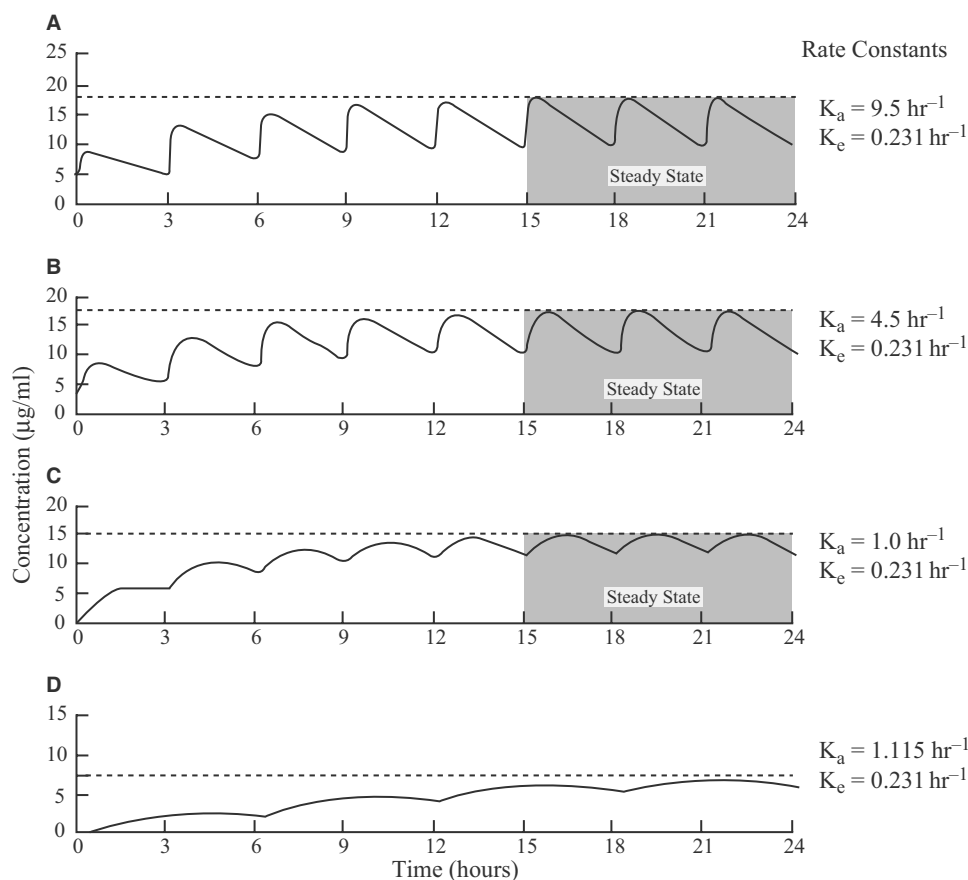 A
Rate Constants
25
20
15
10
5
0
Kₐ = 9.5 hr⁻¹
Kₑ = 0.231 hr⁻¹
Steady State
0 3 6 9 12 15 18 21 24
B
20
15
10
5
0
Kₐ = 4.5 hr⁻¹
Kₑ = 0.231 hr⁻¹
Steady State
0 3 6 9 12 15 18 21 24
Concentration (µg/ml)
C
20
15
10
5
0
Kₐ = 1.0 hr⁻¹
Kₑ = 0.231 hr⁻¹
Steady State
0 3 6 9 12 15 18 21 24
D
15
10
5
0
Kₐ = 1.115 hr⁻¹
Kₑ = 0.231 hr⁻¹
0 3 6 9 12 15 18 21 24
Time (hours)